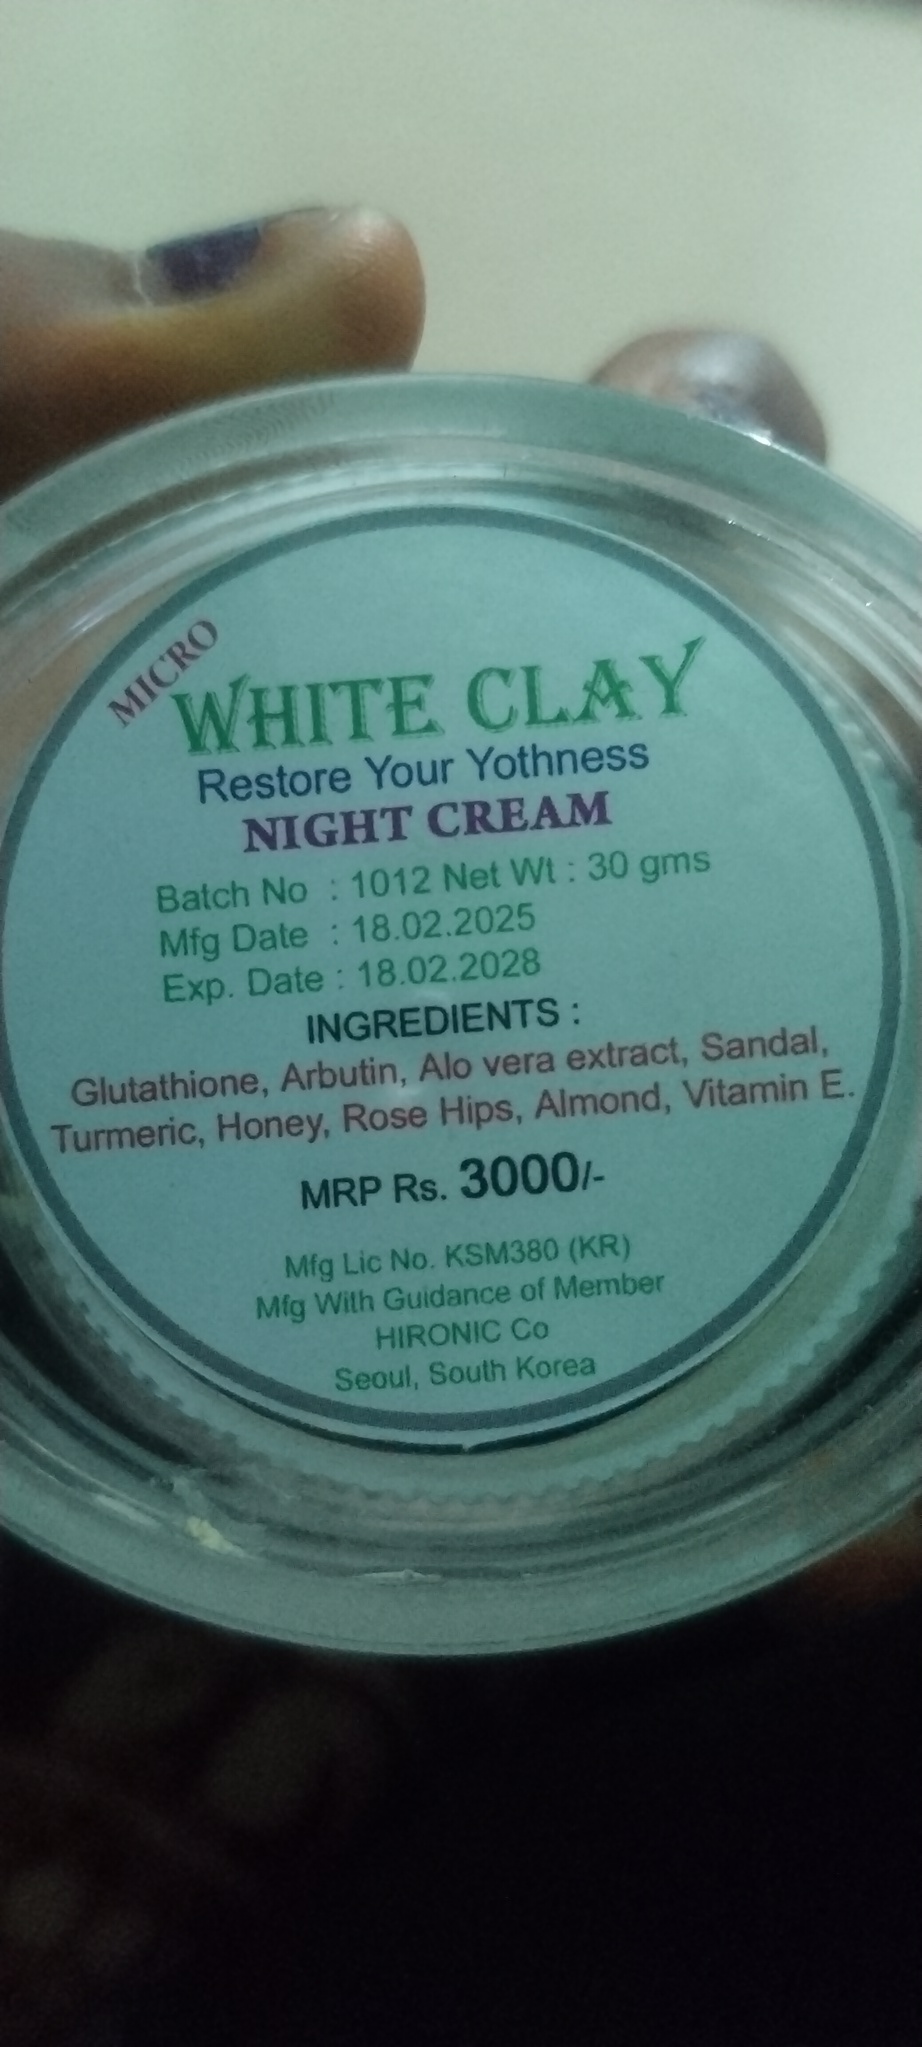 MICRO
WHITE CLAY
Restore Your Yothness
NIGHT CREAM
Batch No : 1012 Net Wt : 30 gms
Mfg Date : 18.02.2025
Exp. Date : 18.02.2028
INGREDIENTS :
Glutathione, Arbutin, Alo vera extract, Sandal,
Turmeric, Honey, Rose Hips, Almond, Vitamin E.
MRP Rs. 3000/-
Mfg Lic No. KSM380 (KR)
Mfg With Guidance of Member
HIRONIC Co
Seoul, South Korea